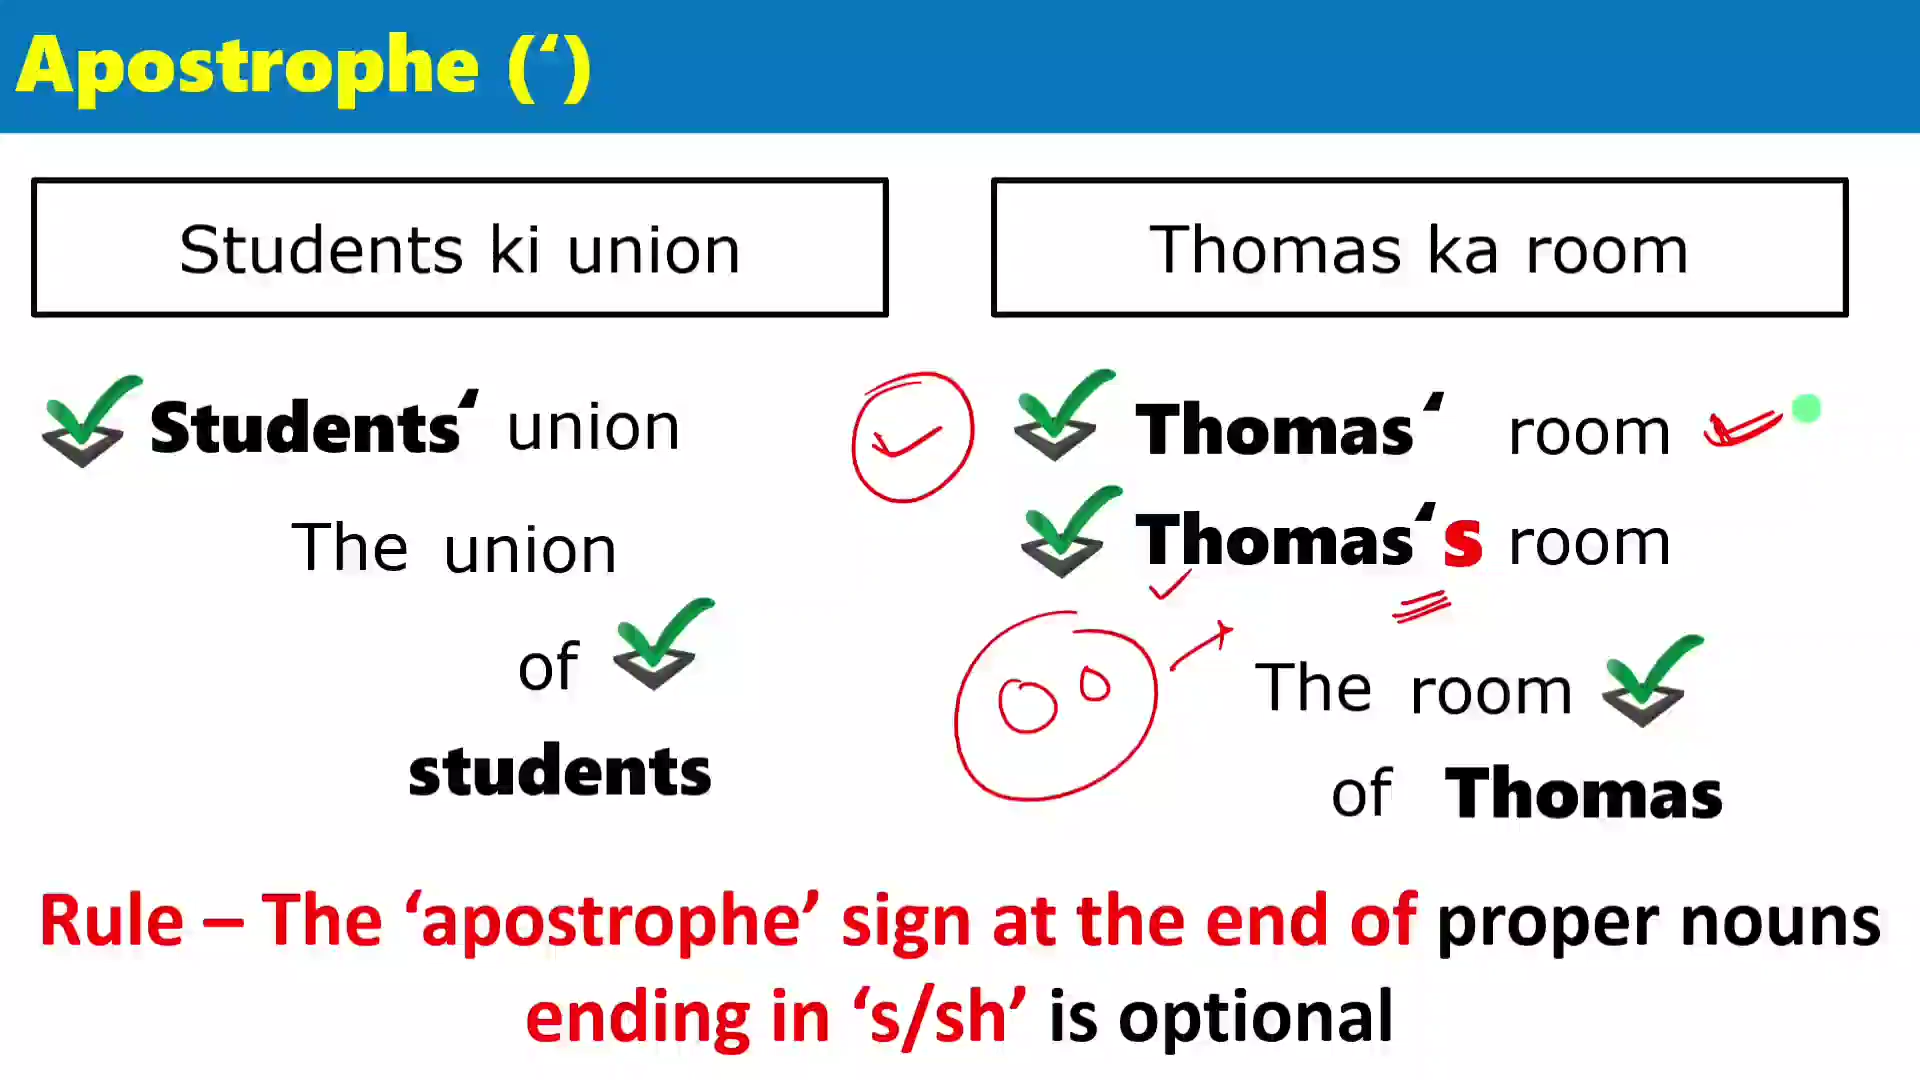 Apostrophe (‘)
Students ki union
Students‘ union
The union
of
students
Thomas ka room
Thomas‘ room
Thomas‘s room
The room
of Thomas
Rule – The ‘apostrophe’ sign at the end of proper nouns
ending in ‘s/sh’ is optional